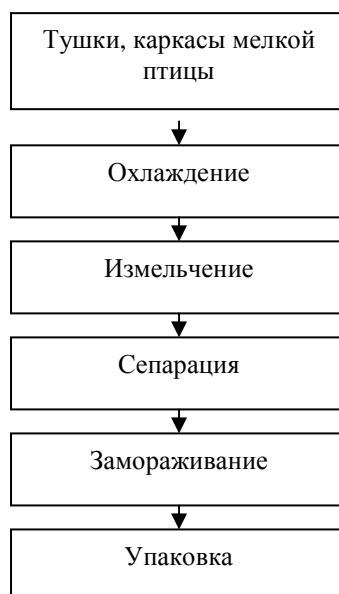 Тушки, каркасы мелкой
птицы
Охлаждение
Измельчение
Сепарация
Замораживание
Упаковка